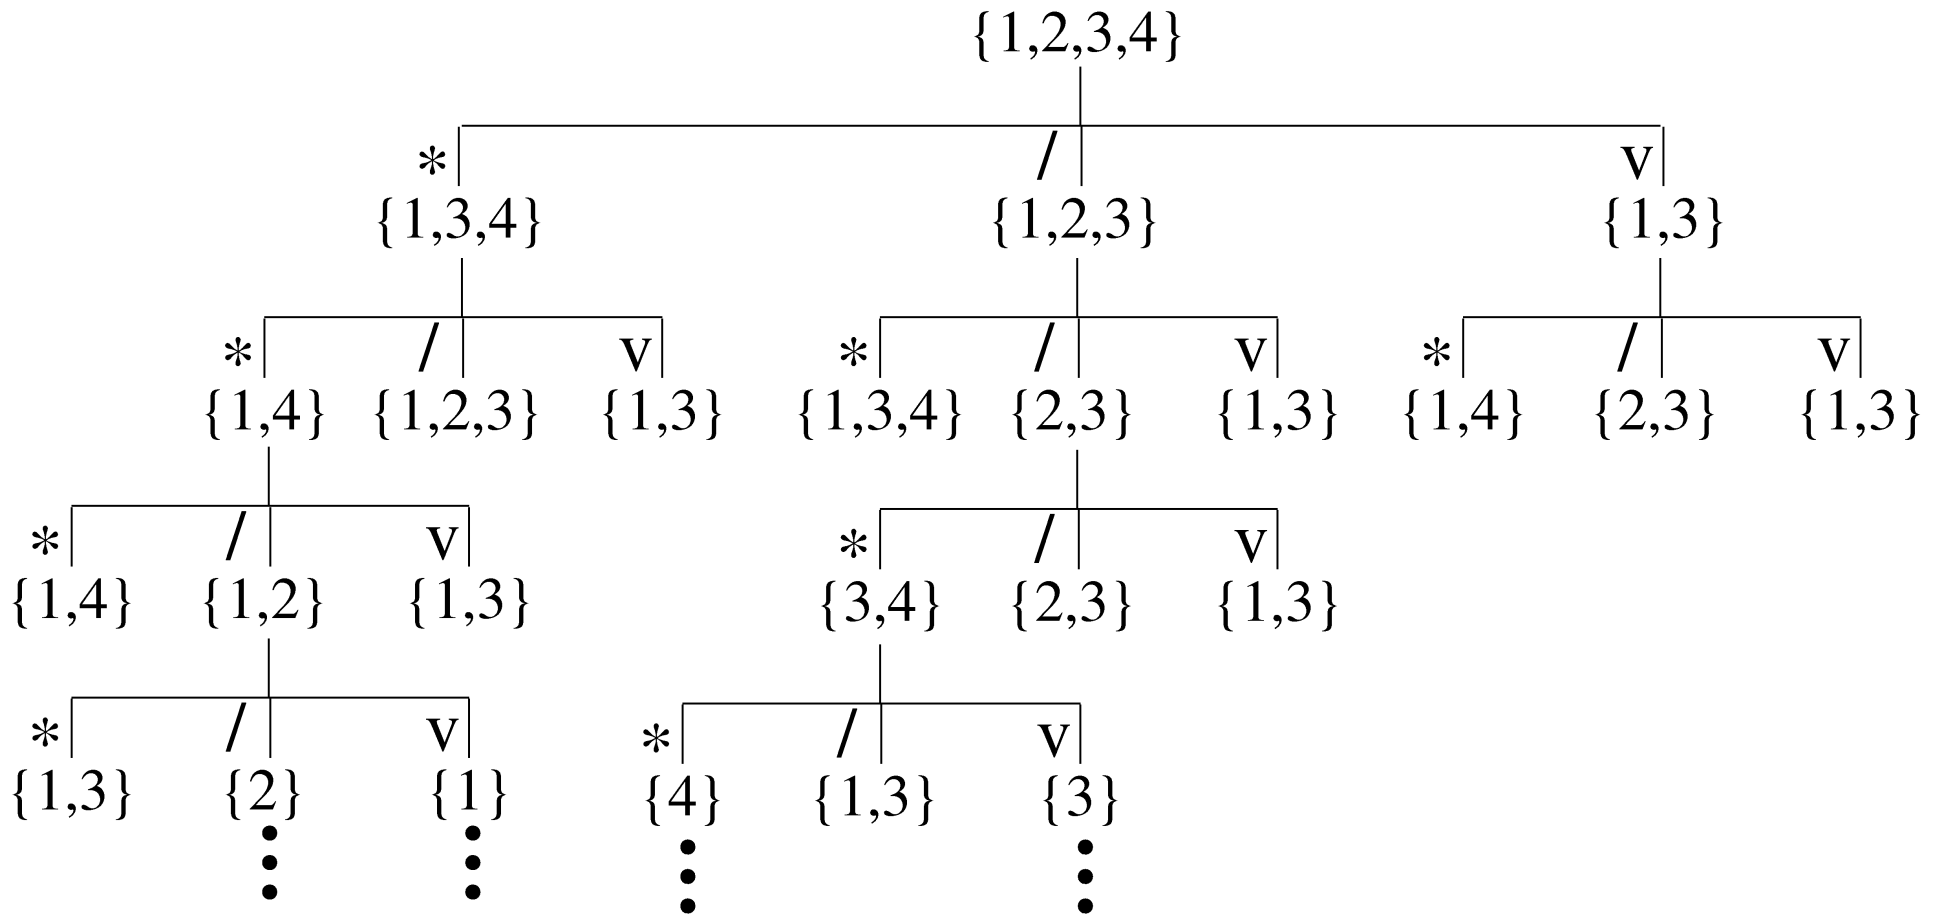 {1,2,3,4}
* / v
{1,3,4} {1,2,3} {1,3}
* / v * / v * / v
{1,4} {1,2,3} {1,3} {1,3,4} {2,3} {1,3} {1,4} {2,3} {1,3}
* / v * / v
{1,4} {1,2} {1,3} {3,4} {2,3} {1,3}
* / v * / v
{1,3} {2} {1} {4} {1,3} {3}